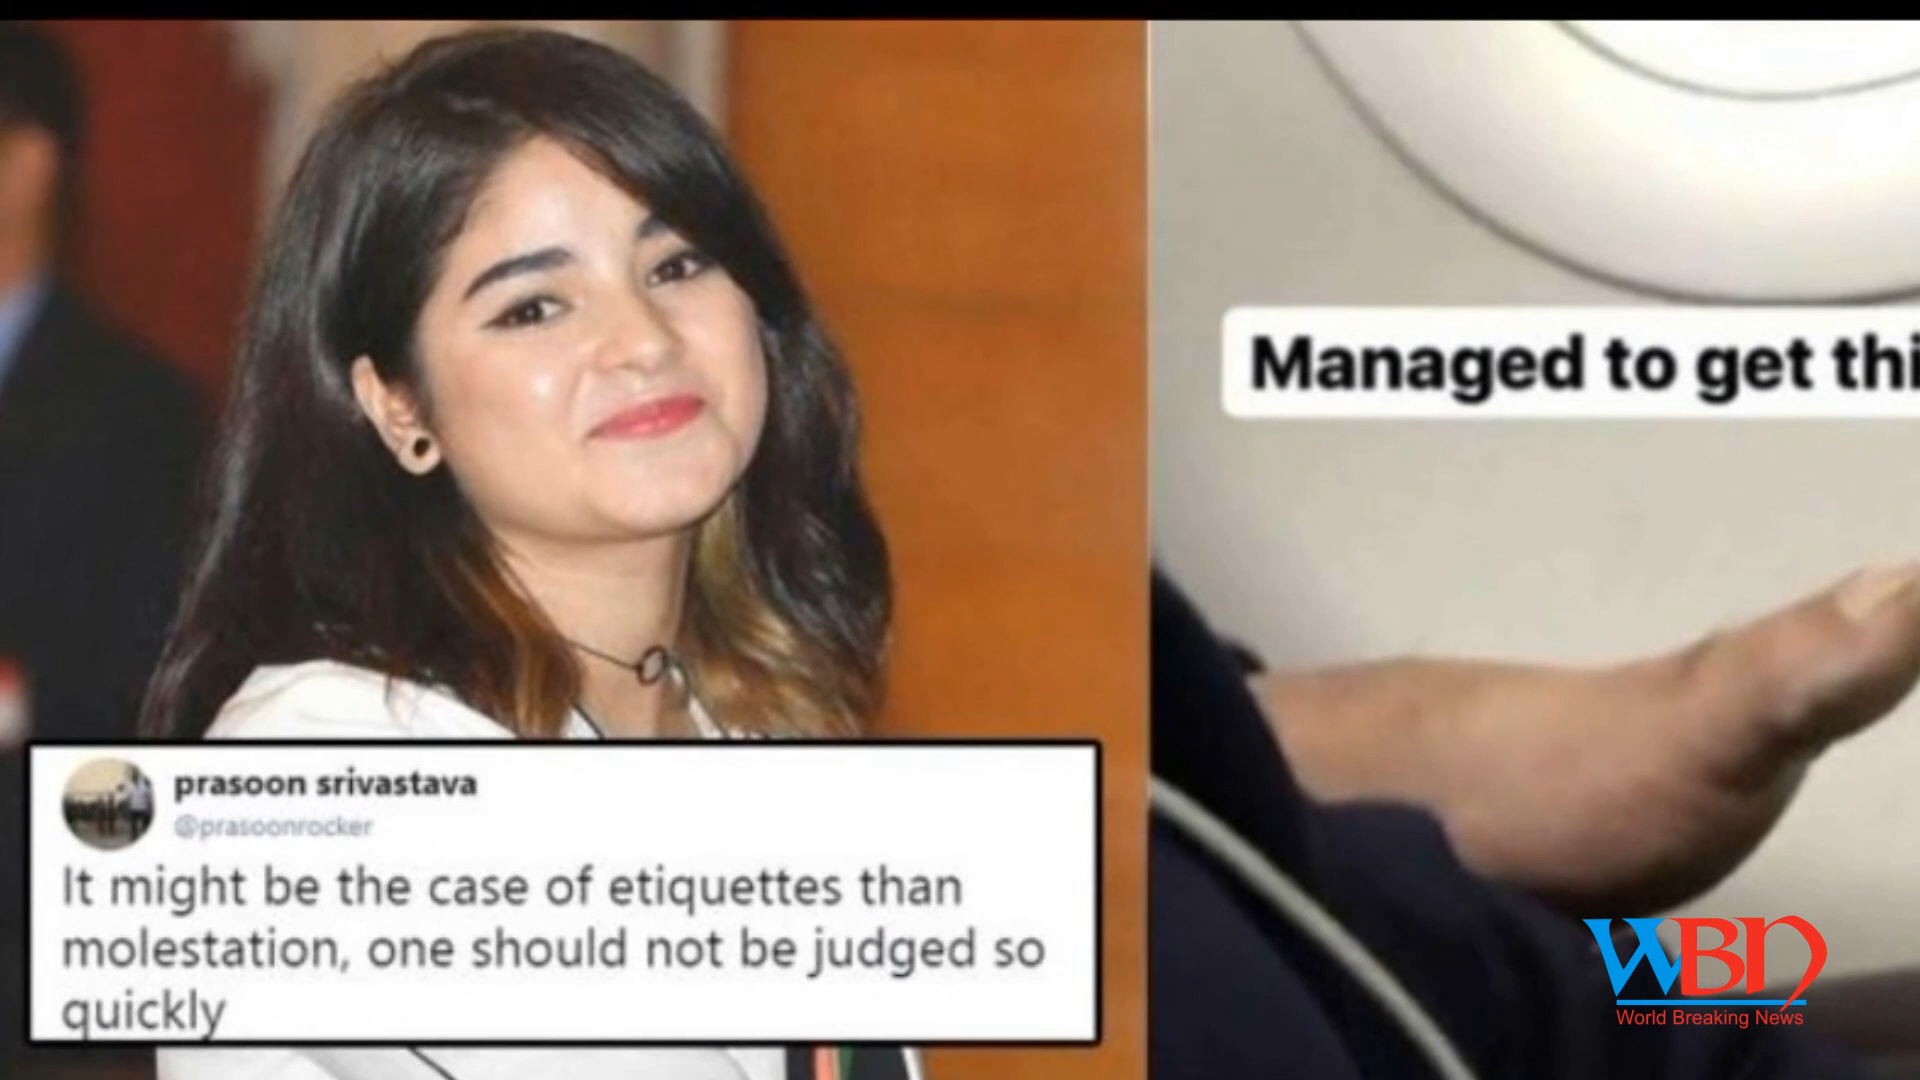 Managed to get thi
prasoon srivastava
@prasoonrocker
It might be the case of etiquettes than
molestation, one should not be judged so
quickly
WBN
World Breaking News